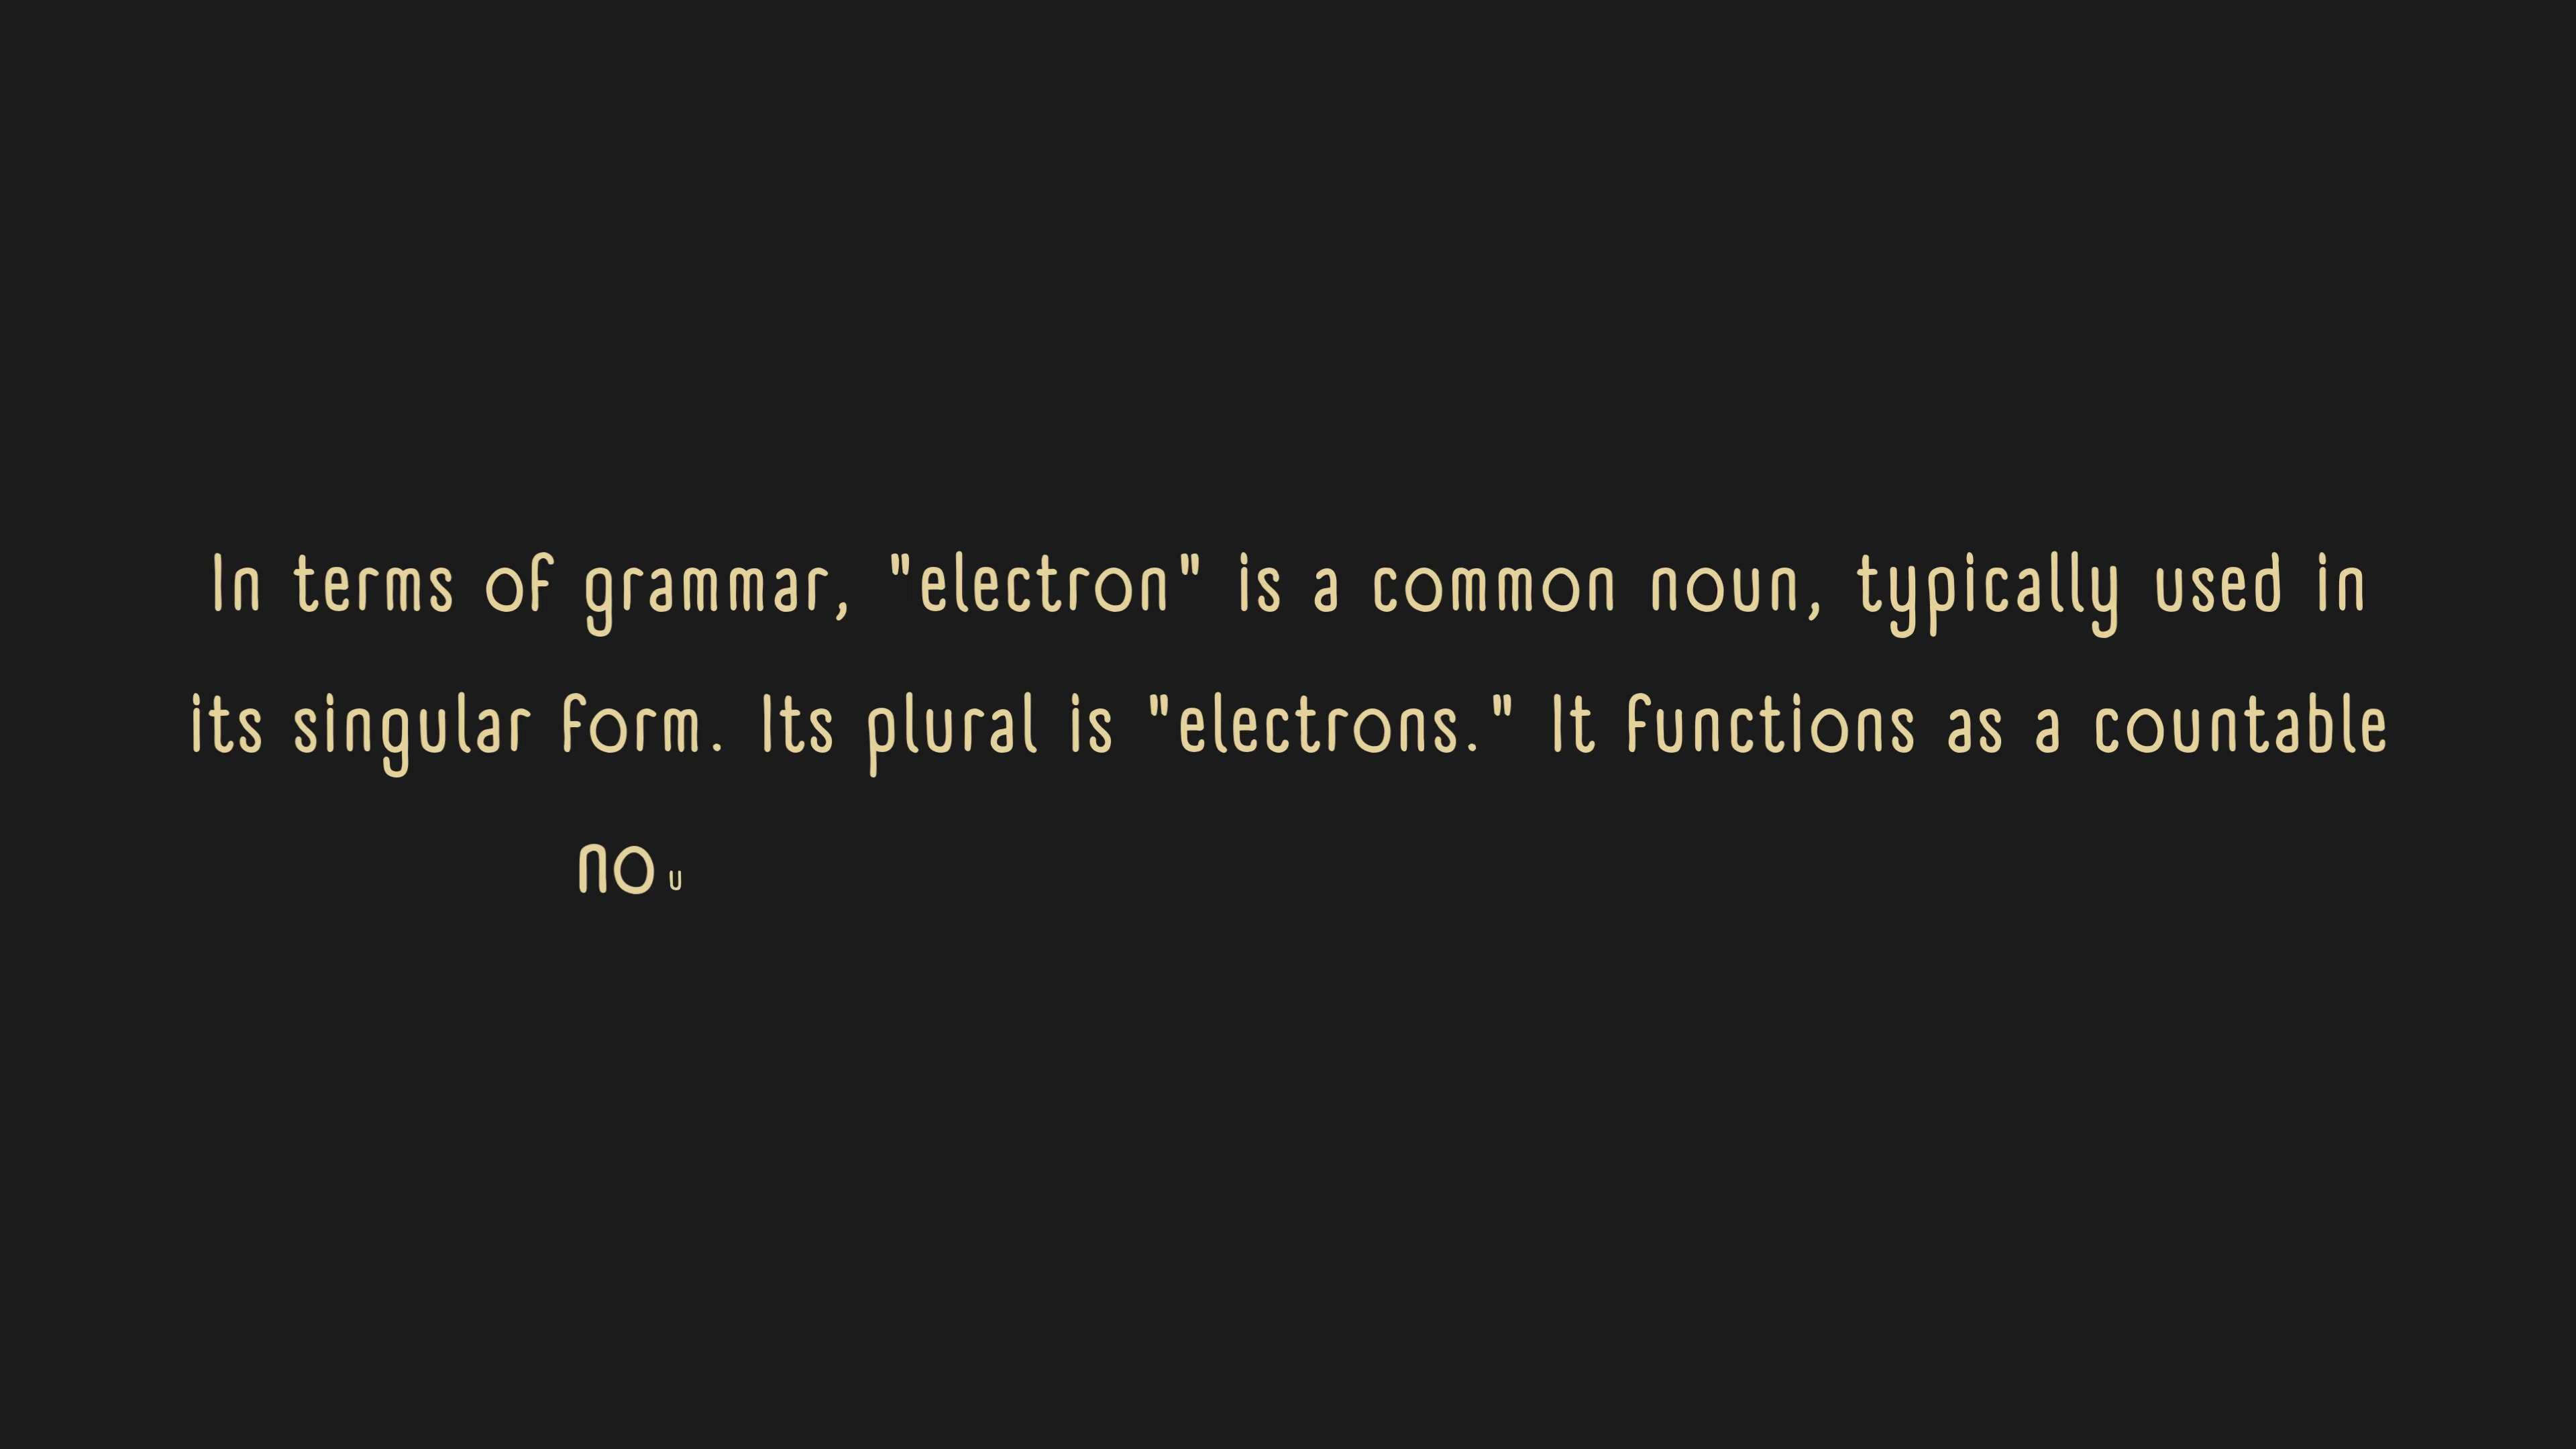 In terms of grammar, "electron" is a common noun, typically used in
its singular form. Its plural is "electrons." It functions as a countable
nou